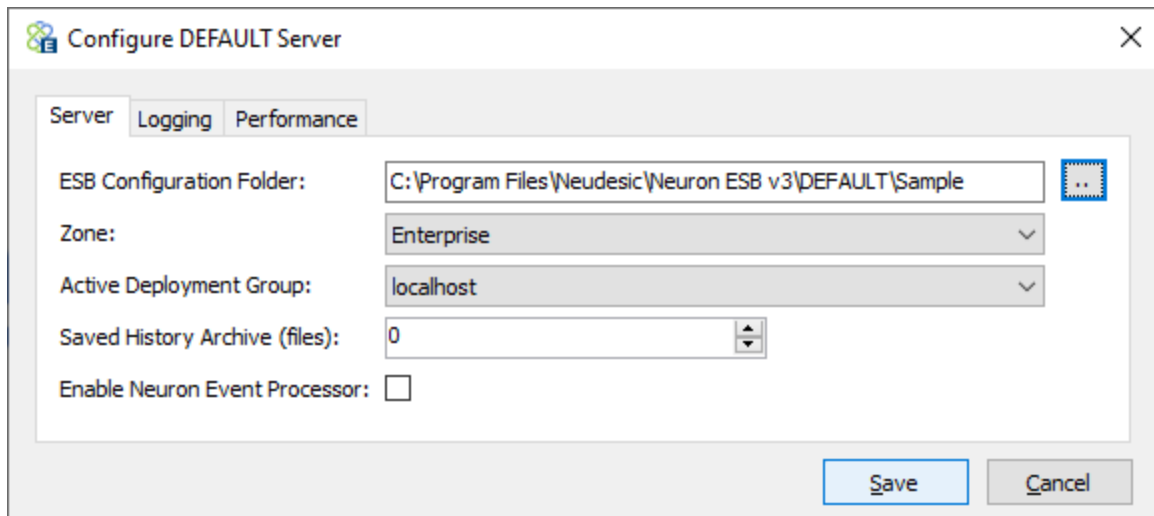 Configure DEFAULT Server
Server Logging Performance
ESB Configuration Folder: C:\Program Files\Neudesic\Neuron ESB v3\DEFAULT\Sample ..
Zone: Enterprise
Active Deployment Group: localhost
Saved History Archive (files): 0
Enable Neuron Event Processor:
Save Cancel